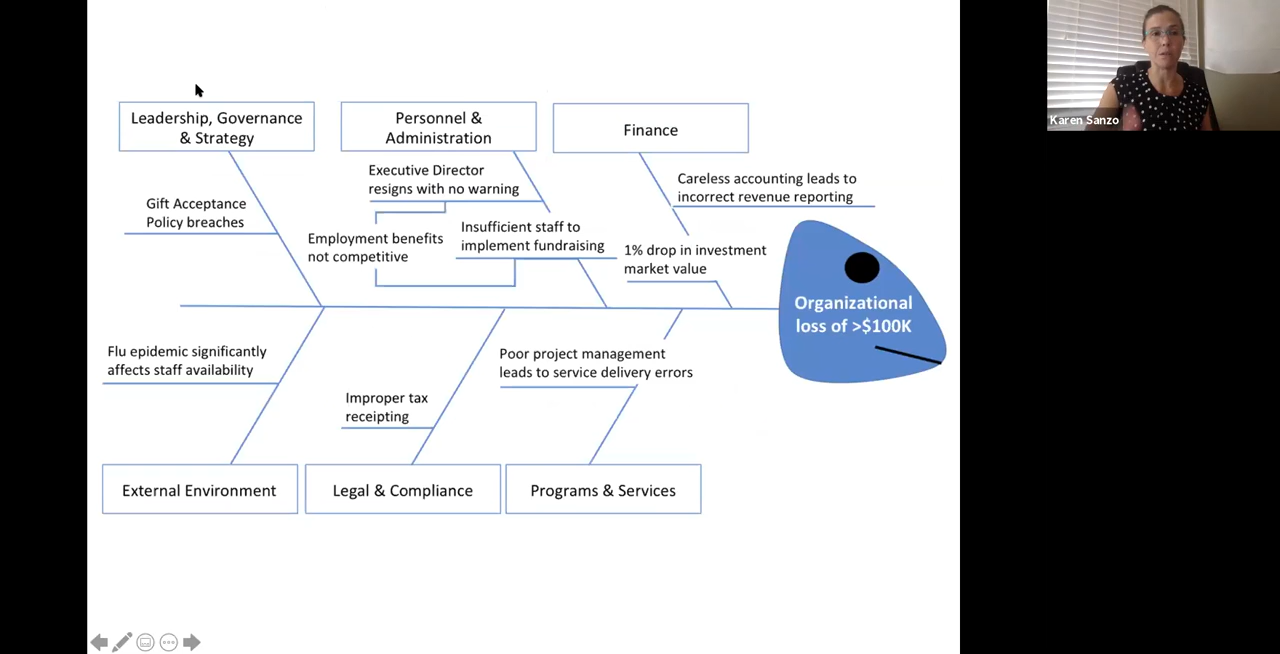 Leadership, Governance
& Strategy
Personnel &
Administration
Finance
Karen Sanzo
Executive Director
resigns with no warning
Careless accounting leads to
incorrect revenue reporting
Gift Acceptance
Policy breaches
Employment benefits
not competitive
Insufficient staff to
implement fundraising
1% drop in investment
market value
Organizational
loss of >$100K
Flu epidemic significantly
affects staff availability
Poor project management
leads to service delivery errors
Improper tax
receipting
External Environment
Legal & Compliance
Programs & Services